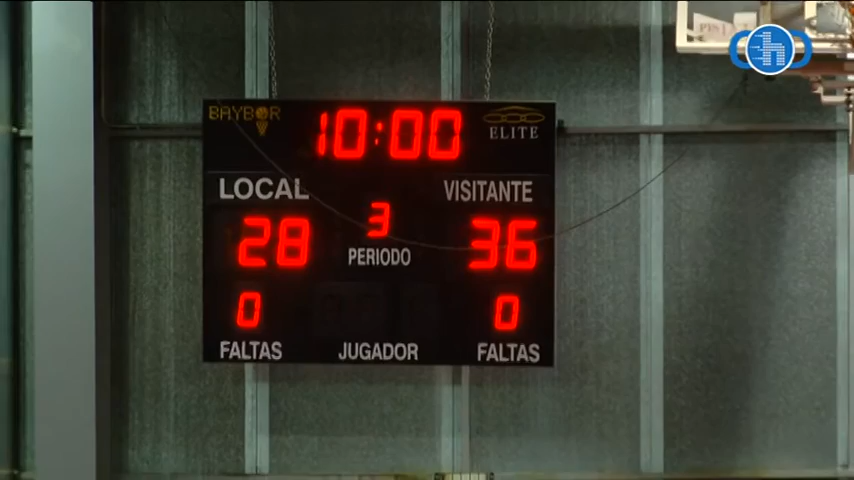 BAYBOR
10:00
ELITE
LOCAL
VISITANTE
28
3
36
PERIODO
0
0
FALTAS
JUGADOR
FALTAS